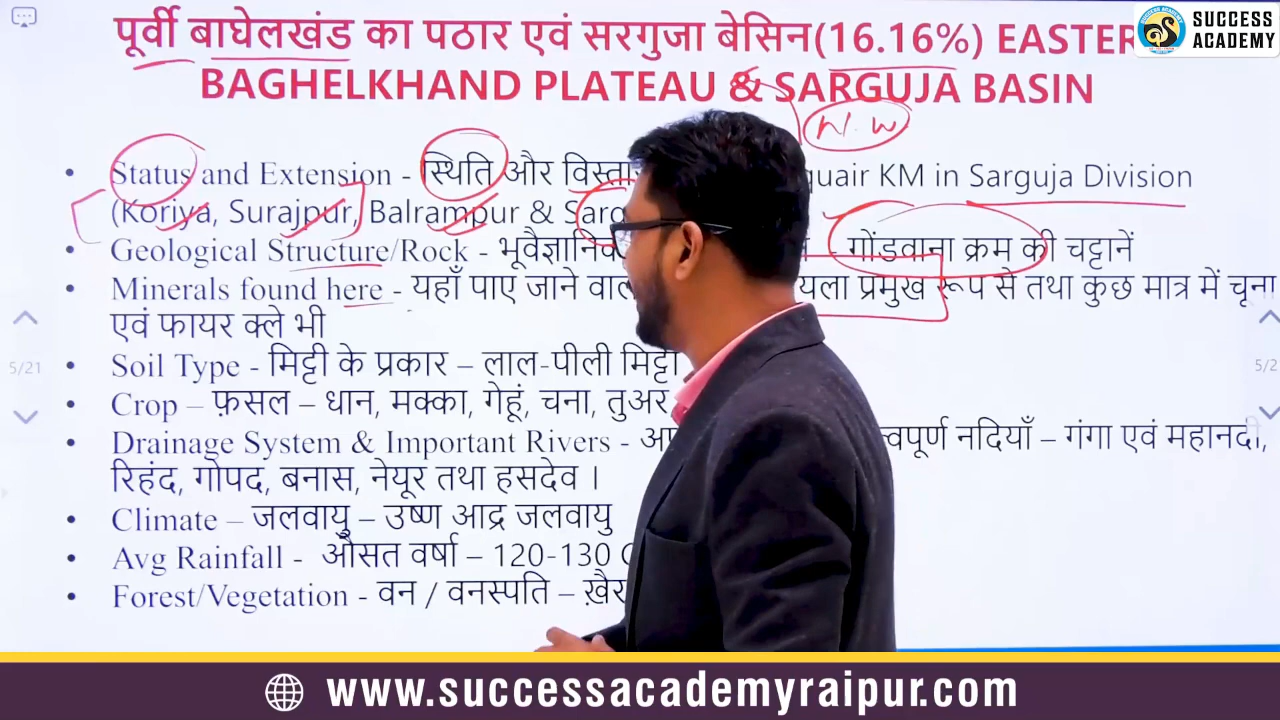 पूर्वी बाघेलखंड का पठार एवं सरगुजा बेसिन(16.16%) EASTER
BAGHELKHAND PLATEAU & SARGUJA BASIN
SUCCESS
ACADEMY
N.W
• Status and Extension - स्थिति और विस्ता KM in Sarguja Division
(Koriya, Surajpur, Balrampur & Sarg
• Geological Structure/Rock - भूवैज्ञानिक - गोंडवाना क्रम की चट्टानें
• Minerals found here - यहाँ पाए जाने वाल यला प्रमुख रूप से तथा कुछ मात्र में चूना
एवं फायर क्ले भी
• Soil Type - मिट्टी के प्रकार – लाल-पीली मिट्टी
• Crop – फ़सल – धान, मक्का, गेहूं, चना, तुअर,
• Drainage System & Important Rivers - अप त्वपूर्ण नदियाँ – गंगा एवं महानदी,
रिहंद, गोपद, बनास, नेयूर तथा हसदेव ।
• Climate – जलवायु – उष्ण आद्र जलवायु
• Avg Rainfall - औसत वर्षा – 120-130
• Forest/Vegetation - वन / वनस्पति – ख़ैर
5/21
5/2
www.successacademyraipur.com